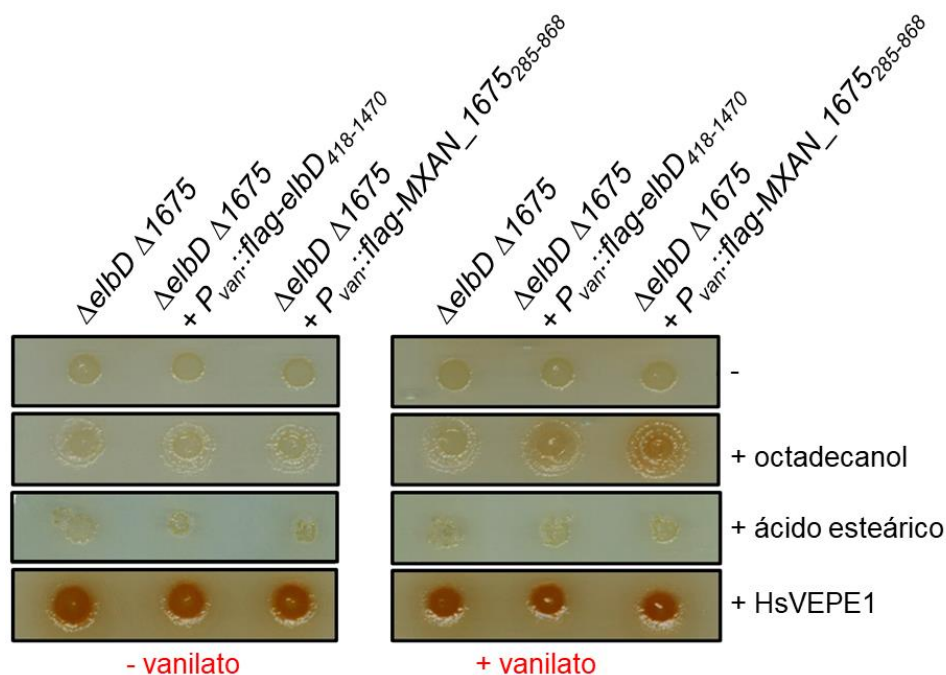 ΔelbD Δ1675
ΔelbD Δ1675
+ Pvan::flag-elbD418-1470
ΔelbD Δ1675
+ Pvan::flag-MXAN_1675285-868
ΔelbD Δ1675
ΔelbD Δ1675
+ Pvan::flag-elbD418-1470
ΔelbD Δ1675
+ Pvan::flag-MXAN_1675285-868
-
+ octadecanol
+ ácido esteárico
+ HsVEPE1
- vanilato
+ vanilato